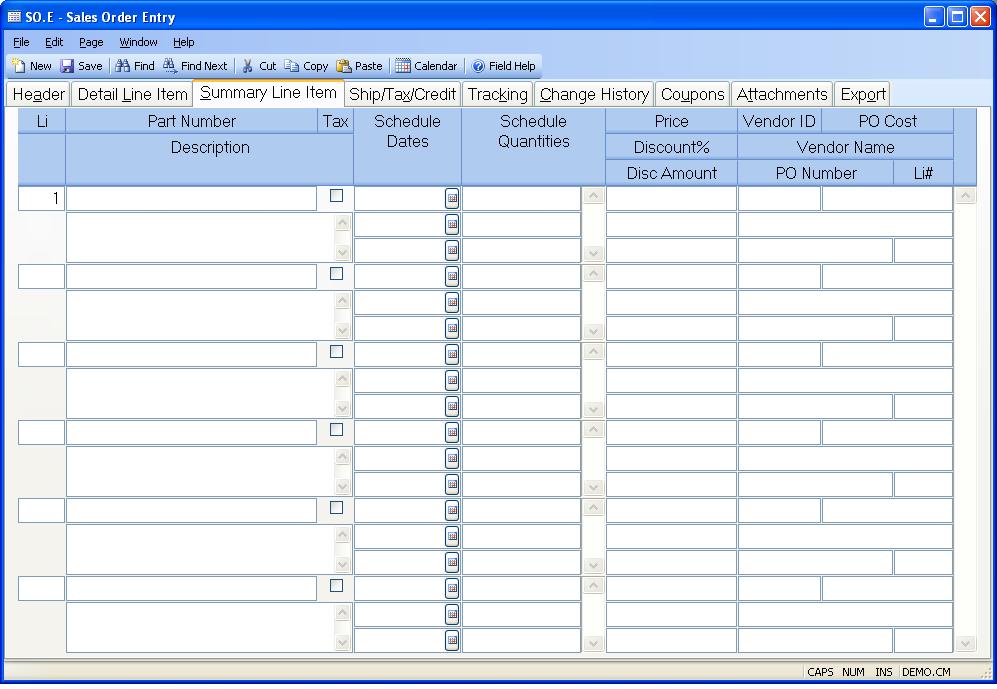 SO.E - Sales Order Entry
File Edit Page Window Help
New Save Find Find Next Cut Copy Paste Calendar Field Help
Header Detail Line Item Summary Line Item Ship/Tax/Credit Tracking Change History Coupons Attachments Export
Li Part Number Tax Schedule Dates Schedule Quantities Price Vendor ID PO Cost
Description Discount% Vendor Name
Disc Amount PO Number Li#
1
CAPS NUM INS DEMO.CM